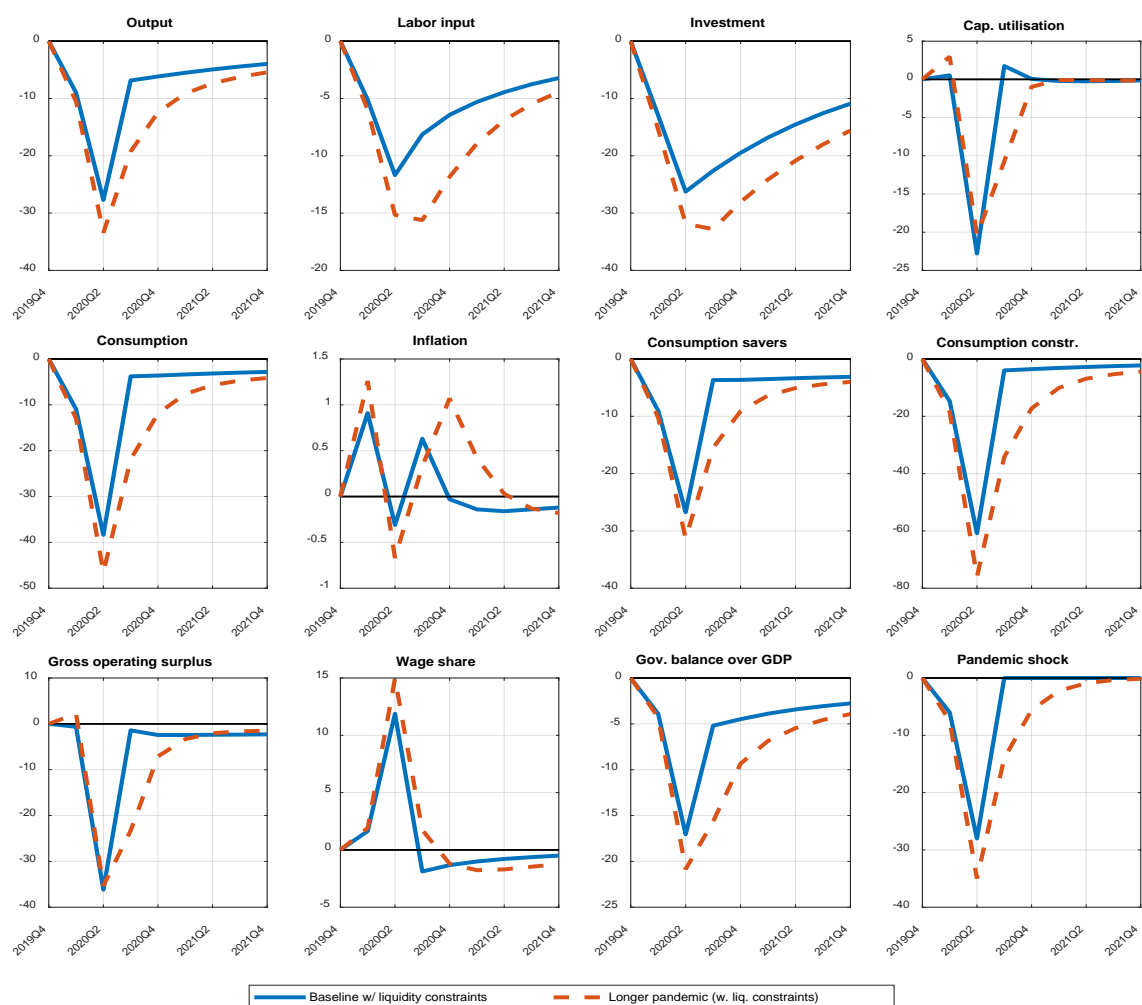 Output
0
-10
-20
-30
-40
2019Q4
2020Q2
2020Q4
2021Q2
2021Q4
Labor input
0
-5
-10
-15
-20
2019Q4
2020Q2
2020Q4
2021Q2
2021Q4
Investment
0
-10
-20
-30
-40
2019Q4
2020Q2
2020Q4
2021Q2
2021Q4
Cap. utilisation
5
0
-5
-10
-15
-20
-25
2019Q4
2020Q2
2020Q4
2021Q2
2021Q4
Consumption
0
-10
-20
-30
-40
-50
2019Q4
2020Q2
2020Q4
2021Q2
2021Q4
Inflation
1.5
1
0.5
0
-0.5
-1
2019Q4
2020Q2
2020Q4
2021Q2
2021Q4
Consumption savers
0
-10
-20
-30
-40
2019Q4
2020Q2
2020Q4
2021Q2
2021Q4
Consumption constr.
0
-20
-40
-60
-80
2019Q4
2020Q2
2020Q4
2021Q2
2021Q4
Gross operating surplus
10
0
-10
-20
-30
-40
2019Q4
2020Q2
2020Q4
2021Q2
2021Q4
Wage share
15
10
5
0
-5
2019Q4
2020Q2
2020Q4
2021Q2
2021Q4
Gov. balance over GDP
0
-5
-10
-15
-20
-25
2019Q4
2020Q2
2020Q4
2021Q2
2021Q4
Pandemic shock
0
-10
-20
-30
-40
2019Q4
2020Q2
2020Q4
2021Q2
2021Q4
Baseline w/ liquidity constraints
Longer pandemic (w. liq. constraints)